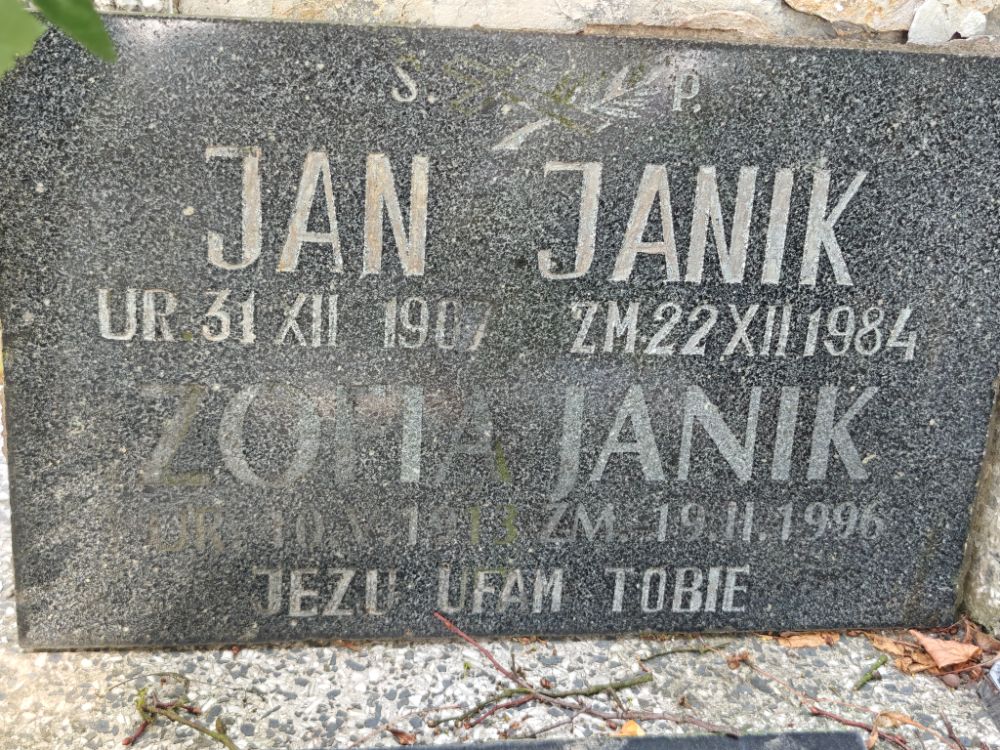 S. P.
JAN JANIK
UR. 31 XII 1907 ZM. 22 XII 1984
ZOFIA JANIK
UR. 10.V.1913 ZM. 19.II.1996
JEZU UFAM TOBIE